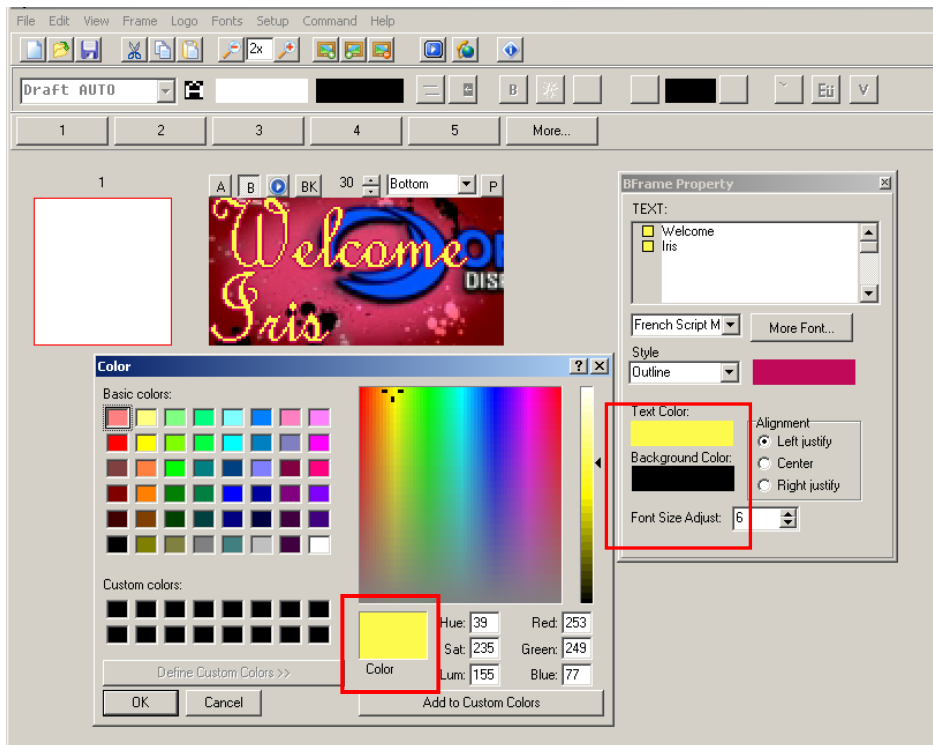 File Edit View Frame Logo Fonts Setup Command Help
2x
Draft AUTO
B
Eü
V
1 2 3 4 5 More...
1
A B BK 30 Bottom P
Welcome
Iris
DIS
BFrame Property
TEXT:
Welcome
Iris
French Script M
More Font...
Style
Outline
Text Color:
Background Color:
Alignment
Left justify
Center
Right justify
Font Size Adjust: 6
Color
Basic colors:
Custom colors:
Define Custom Colors >>
OK Cancel
Color
Hue: 39 Red: 253
Sat: 235 Green: 249
Lum: 155 Blue: 77
Add to Custom Colors